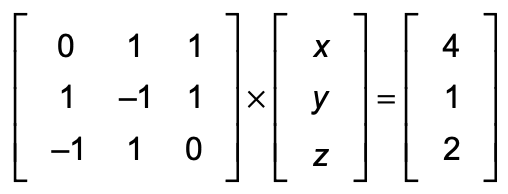 [ 0 1 1 ] [ x ] [ 4 ]
[ 1 –1 1 ] × [ y ] = [ 1 ]
[ –1 1 0 ] [ z ] [ 2 ]